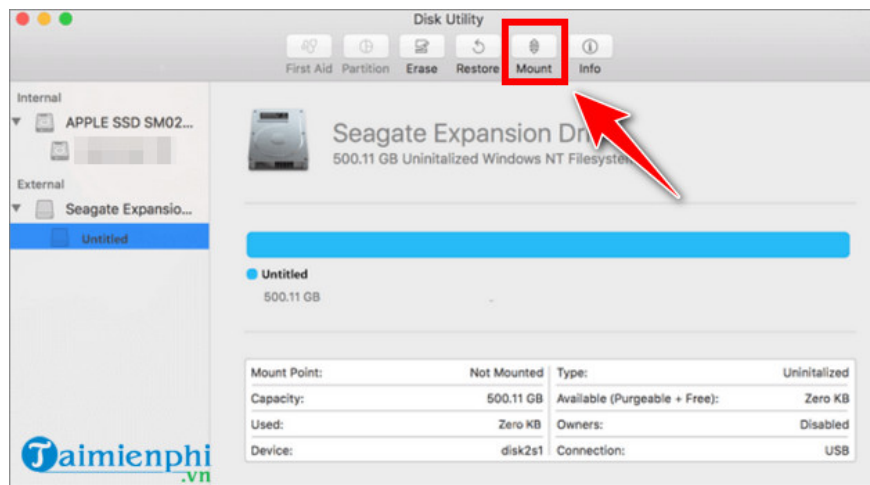 Disk Utility
First Aid Partition Erase Restore Mount Info
Internal
APPLE SSD SM02...
External
Seagate Expansio...
Untitled
Seagate Expansion
500.11 GB Uninitalized Windows NT Filesystem
Untitled
500.11 GB
Mount Point: Not Mounted Type: Uninitalized
Capacity: 500.11 GB Available (Purgeable + Free): Zero KB
Used: Zero KB Owners: Disabled
Device: disk2s1 Connection: USB
Taimienphi
.vn